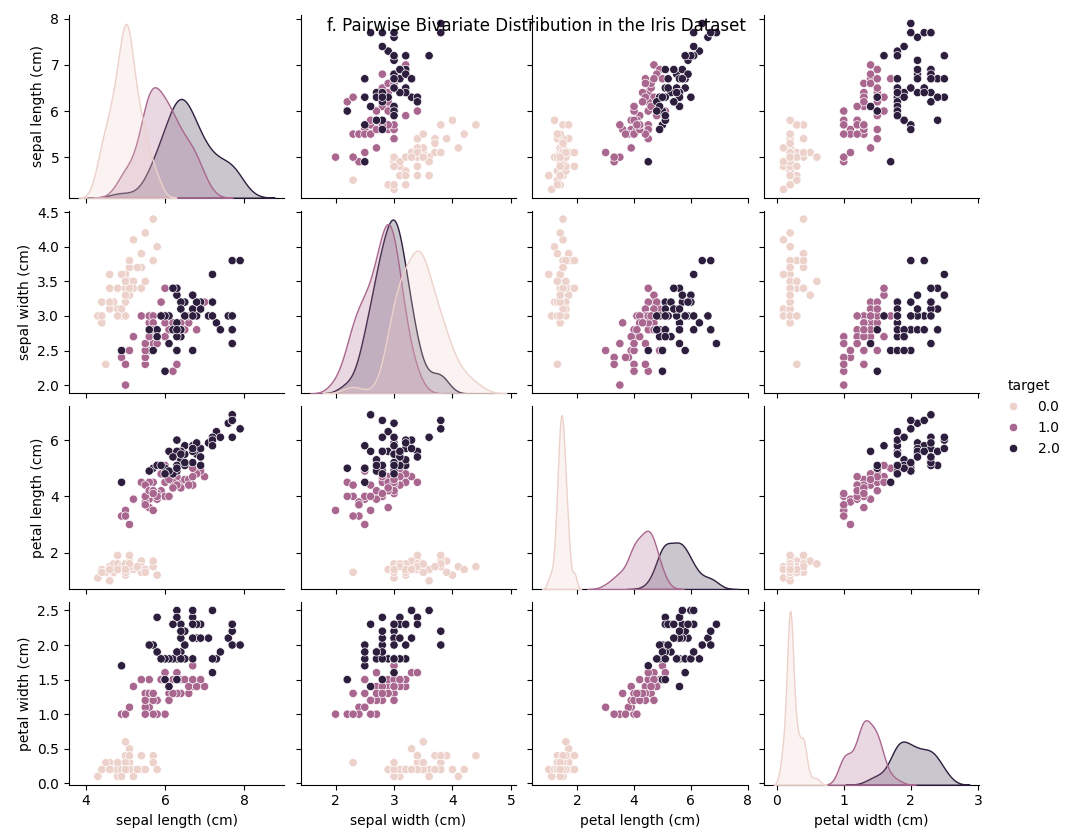 f. Pairwise Bivariate Distribution in the Iris Dataset
8
7
6
5
sepal length (cm)
4.5
4.0
3.5
3.0
2.5
2.0
sepal width (cm)
6
4
2
petal length (cm)
2.5
2.0
1.5
1.0
0.5
0.0
petal width (cm)
4 6 8
sepal length (cm)
2 3 4 5
sepal width (cm)
2 4 6 8
petal length (cm)
0 1 2 3
petal width (cm)
target
0.0
1.0
2.0